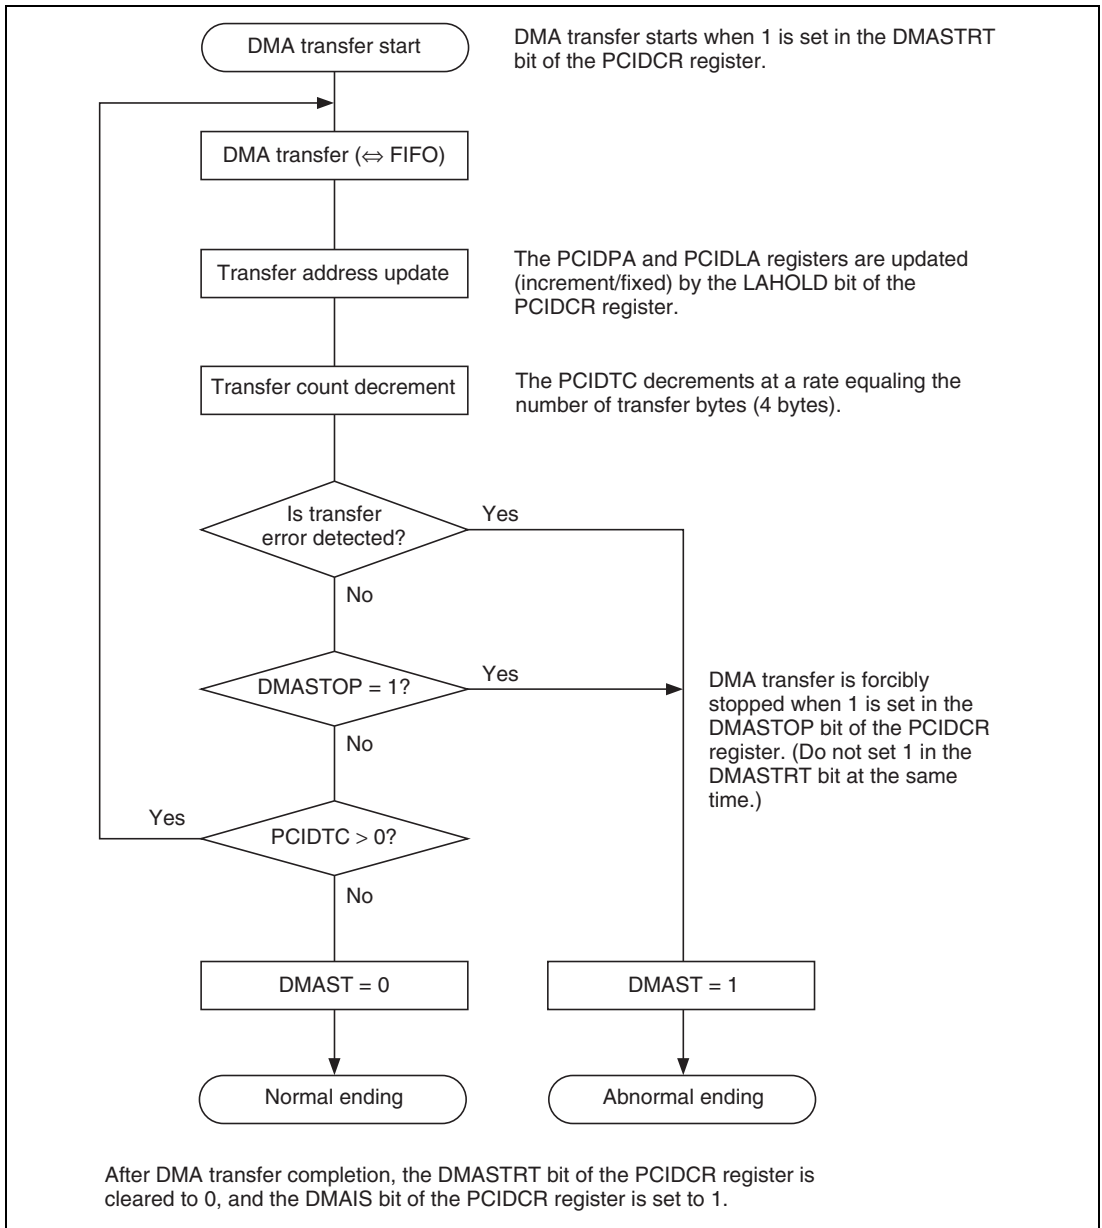 DMA transfer start
DMA transfer starts when 1 is set in the DMASTRT
bit of the PCIDCR register.
DMA transfer (⇔ FIFO)
Transfer address update
The PCIDPA and PCIDLA registers are updated
(increment/fixed) by the LAHOLD bit of the
PCIDCR register.
Transfer count decrement
The PCIDTC decrements at a rate equaling the
number of transfer bytes (4 bytes).
Is transfer
error detected?
Yes
No
DMASTOP = 1?
Yes
DMA transfer is forcibly
stopped when 1 is set in the
DMASTOP bit of the PCIDCR
register. (Do not set 1 in the
DMASTRT bit at the same
time.)
No
Yes
PCIDTC > 0?
No
DMAST = 0
DMAST = 1
Normal ending
Abnormal ending
After DMA transfer completion, the DMASTRT bit of the PCIDCR register is
cleared to 0, and the DMAIS bit of the PCIDCR register is set to 1.